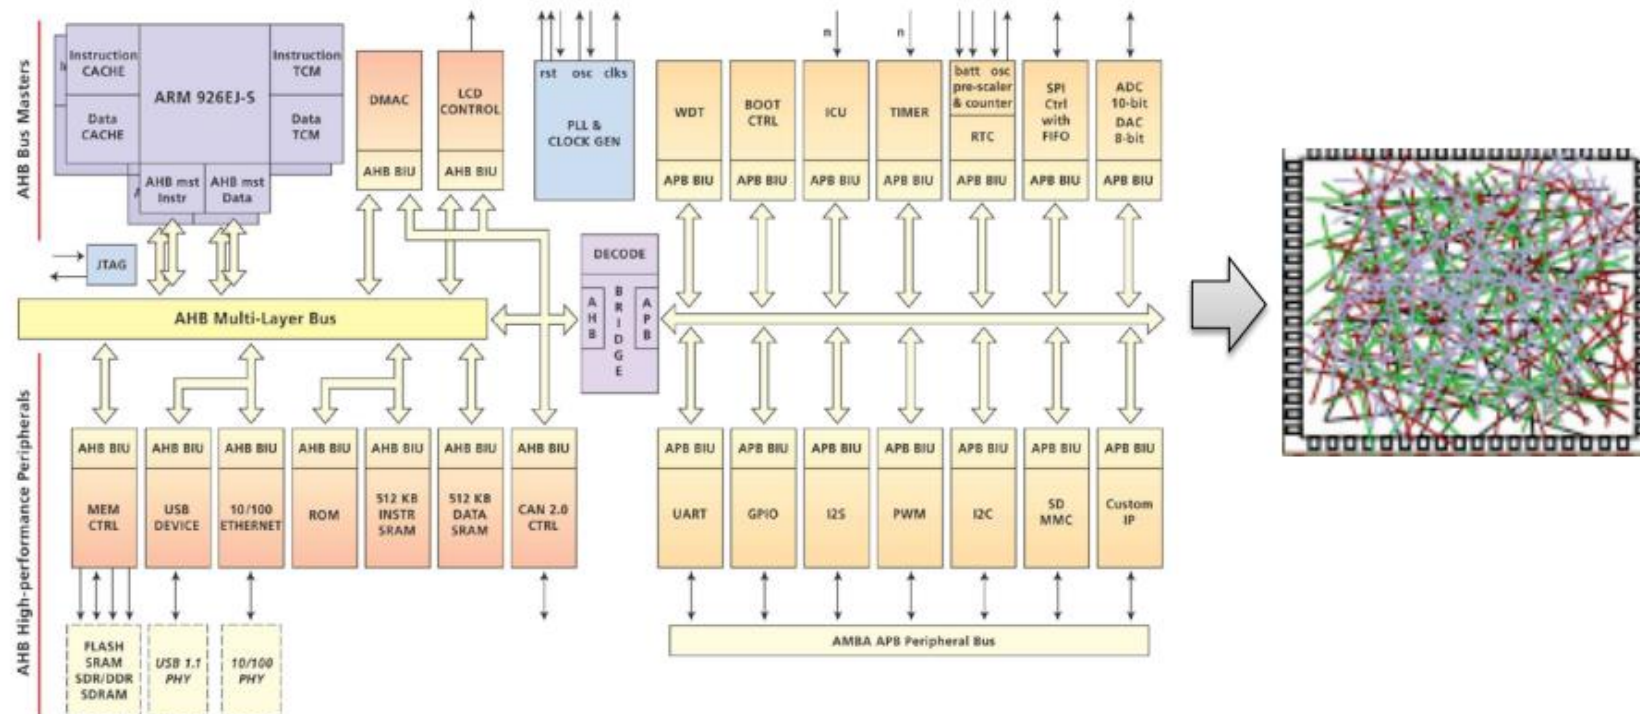 AHB Bus Masters
Instruction
CACHE
Data
CACHE
ARM 926EJ-S
Instruction
TCM
Data
TCM
AHB mst
Instr
AHB mst
Data
JTAG
DMAC
AHB BIU
LCD
CONTROL
AHB BIU
rst osc clks
PLL &
CLOCK GEN
WDT
APB BIU
BOOT
CTRL
APB BIU
n
ICU
APB BIU
n
TIMER
APB BIU
batt osc
pre-scaler
& counter
RTC
APB BIU
SPI
Ctrl
with
FIFO
APB BIU
ADC
10-bit
DAC
8-bit
APB BIU
AHB Multi-Layer Bus
DECODE
AHB
BRIDGE
APB
AHB High-performance Peripherals
AHB BIU
MEM
CTRL
AHB BIU
USB
DEVICE
AHB BIU
10/100
ETHERNET
AHB BIU
ROM
AHB BIU
512 KB
INSTR
SRAM
AHB BIU
512 KB
DATA
SRAM
AHB BIU
CAN 2.0
CTRL
APB BIU
UART
APB BIU
GPIO
APB BIU
I2S
APB BIU
PWM
APB BIU
I2C
APB BIU
SD
MMC
APB BIU
Custom
IP
FLASH
SRAM
SDR/DDR
SDRAM
USB 1.1
PHY
10/100
PHY
AMBA APB Peripheral Bus